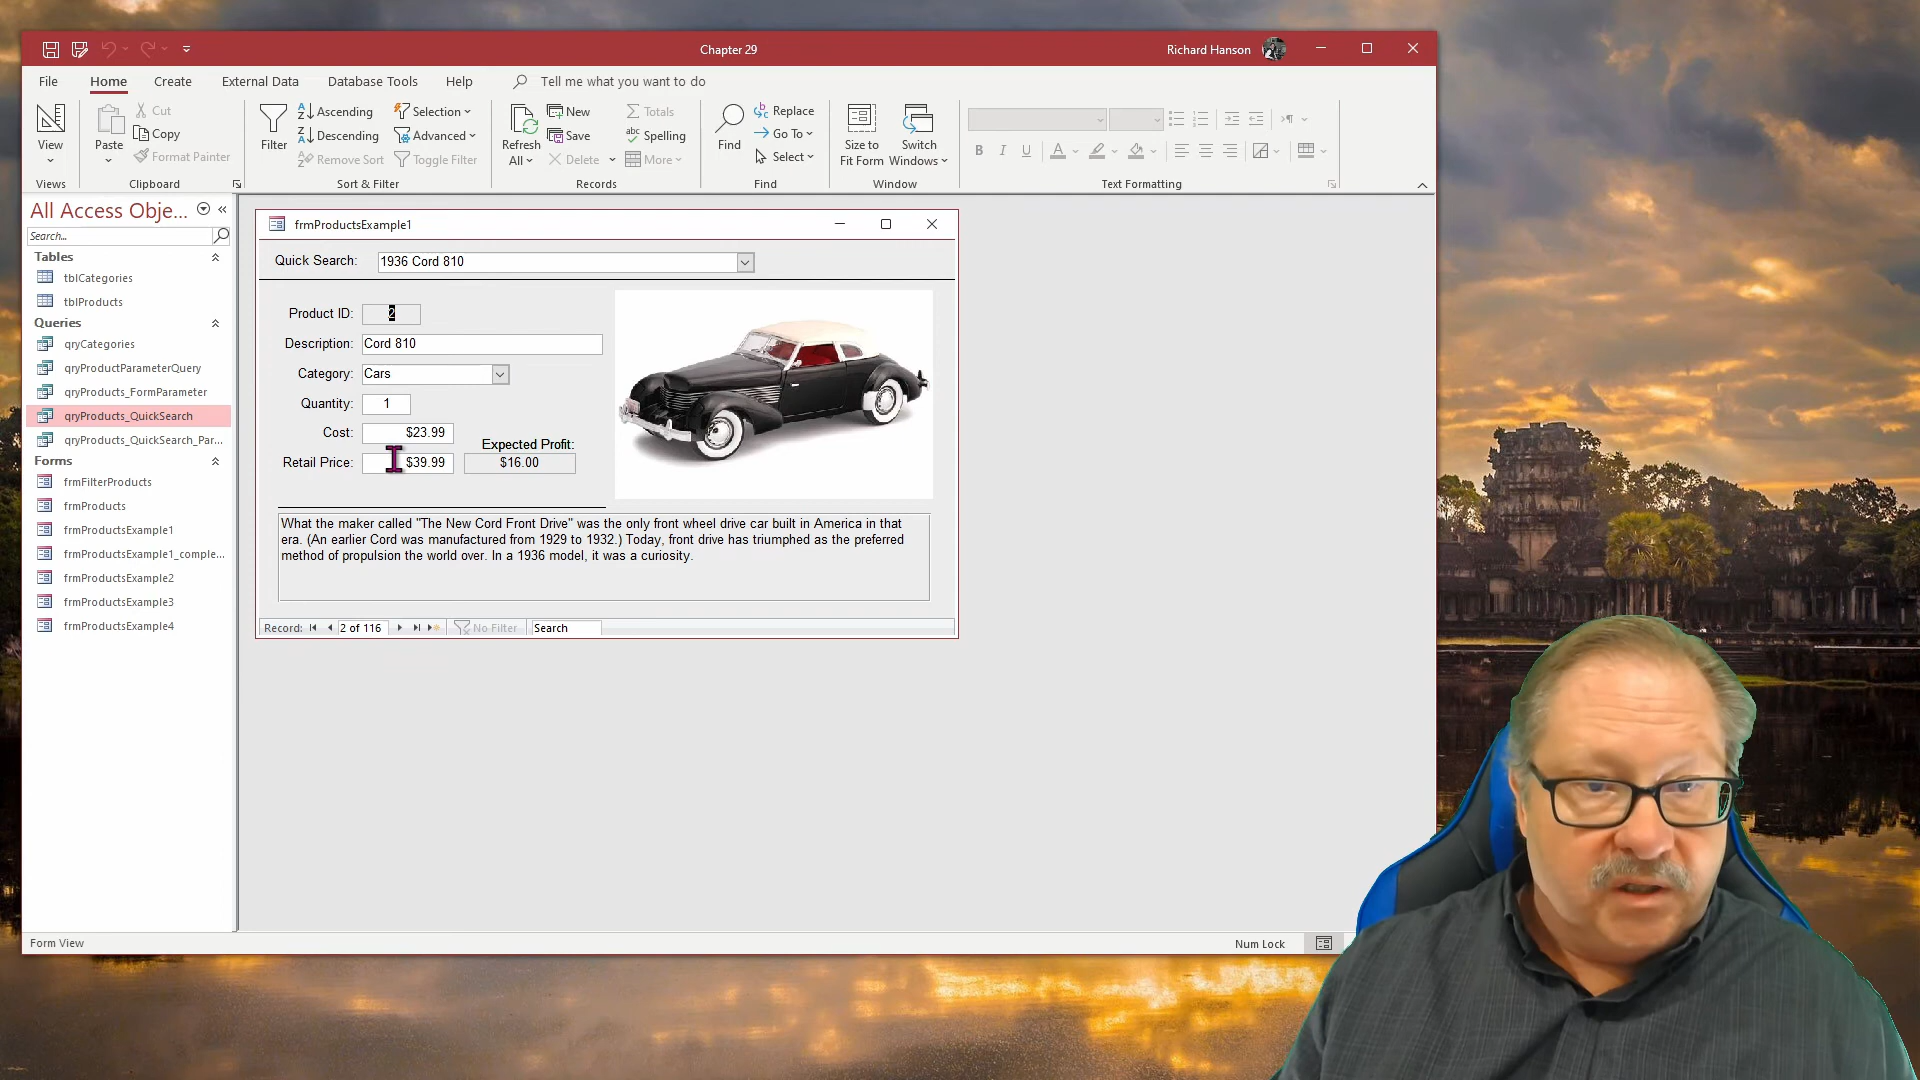 Chapter 29
Richard Hanson
File Home Create External Data Database Tools Help Tell me what you want to do
View
Paste
Cut
Copy
Format Painter
Filter
Ascending
Descending
Remove Sort
Selection
Advanced
Toggle Filter
Refresh
All
New
Save
Delete
Totals
Spelling
More
Find
Replace
Go To
Select
Size to
Fit Form
Switch
Windows
B I U A
Views Clipboard Sort & Filter Records Find Window Text Formatting
All Access Obje...
Search...
Tables
tblCategories
tblProducts
Queries
qryCategories
qryProductParameterQuery
qryProducts_FormParameter
qryProducts_QuickSearch
qryProducts_QuickSearch_Par...
Forms
frmFilterProducts
frmProducts
frmProductsExample1
frmProductsExample1_comple...
frmProductsExample2
frmProductsExample3
frmProductsExample4
frmProductsExample1
Quick Search: 1936 Cord 810
Product ID: 2
Description: Cord 810
Category: Cars
Quantity: 1
Cost: $23.99
Expected Profit:
Retail Price: $39.99 $16.00
What the maker called "The New Cord Front Drive" was the only front wheel drive car built in America in that
era. (An earlier Cord was manufactured from 1929 to 1932.) Today, front drive has triumphed as the preferred
method of propulsion the world over. In a 1936 model, it was a curiosity.
Record: 2 of 116 No Filter Search
Form View
Num Lock